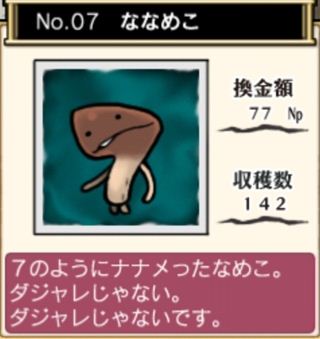 No.07 ななめこ
換金額
77 Np
収穫数
142
7のようにナナメったなめこ。
ダジャレじゃない。
ダジャレじゃないです。